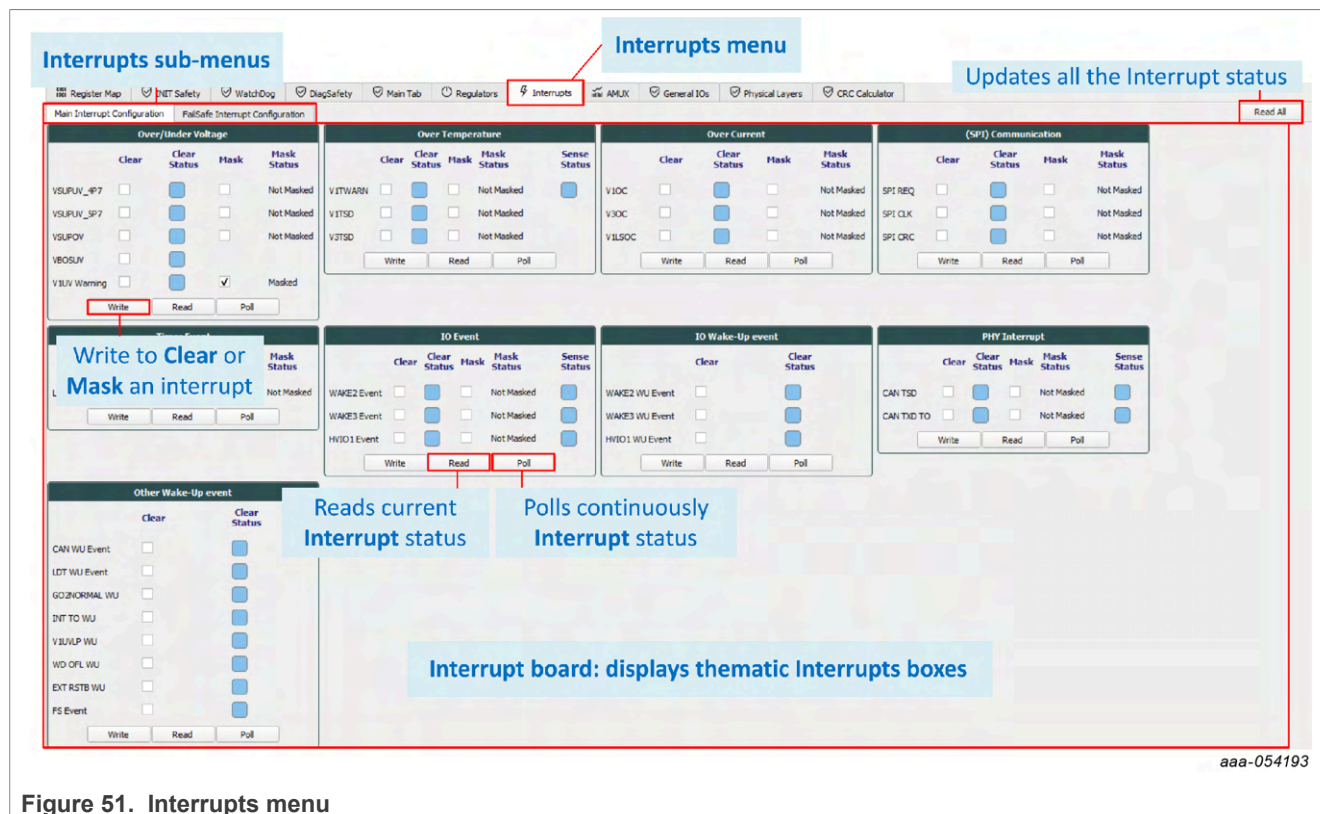 Interrupts sub-menus
Interrupts menu
Updates all the Interrupt status
Register Map INIT Safety WatchDog DiagSafety Main Tab Regulators Interrupts AMUX General IOs Physical Layers CRC Calculator
Main Interrupt Configuration FailSafe Interrupt Configuration Read All
Over/Under Voltage
Clear Clear Status Mask Mask Status
VSUPUV_4P7 Not Masked
VSUPUV_5P7 Not Masked
VSUPOV Not Masked
VBOSUV
V1UV Warning Masked
Write Read Poll
Over Temperature
Clear Clear Status Mask Mask Status Sense Status
V1TWARN Not Masked
V1TSD Not Masked
V3TSD Not Masked
Write Read Poll
Over Current
Clear Clear Status Mask Mask Status
V1OC Not Masked
V3OC Not Masked
V1LSOC Not Masked
Write Read Poll
(SPI) Communication
Clear Clear Status Mask Mask Status
SPI REQ Not Masked
SPI CLK Not Masked
SPI CRC Not Masked
Write Read Poll
Write to Clear or
Mask an interrupt
Mask Status
Not Masked
Write Read Poll
IO Event
Clear Clear Status Mask Mask Status Sense Status
WAKE2 Event Not Masked
WAKE3 Event Not Masked
HVIO1 Event Not Masked
Write Read Poll
IO Wake-Up event
Clear Clear Status
WAKE2 WU Event
WAKE3 WU Event
HVIO1 WU Event
Write Read Poll
PHY Interrupt
Clear Clear Status Mask Mask Status Sense Status
CAN TSD Not Masked
CAN TXD TO Not Masked
Write Read Poll
Reads current
Interrupt status
Polls continuously
Interrupt status
Other Wake-Up event
Clear Clear Status
CAN WU Event
LDT WU Event
GO2NORMAL WU
INT TO WU
V1UVLP WU
WD OFL WU
EXT RSTB WU
FS Event
Write Read Poll
Interrupt board: displays thematic Interrupts boxes
aaa-054193
Figure 51. Interrupts menu